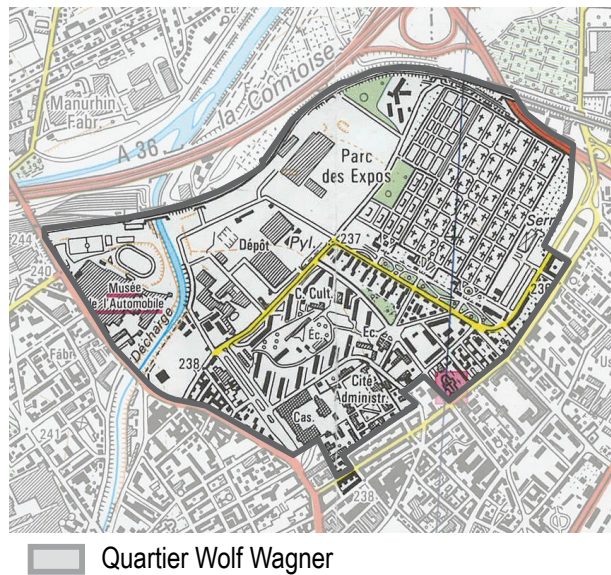 la Comtoise
Manurhin
Fabr.
A 36
Parc
des Expos
Serr
244
240
Dépôt
Pyl.
237
Musée
de l'Automobile
C. Cult.
Décharge
Éc.
Éc.
238
Fabr.
Cité
Administr.
Cas.
241
238
Quartier Wolf Wagner